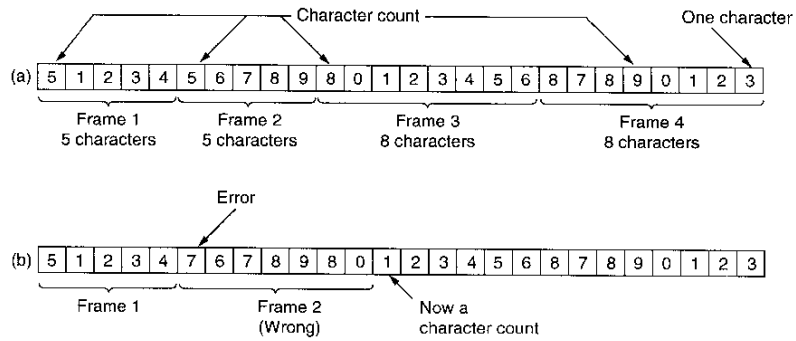 Character count
One character
(a) 5 1 2 3 4 5 6 7 8 9 8 0 1 2 3 4 5 6 8 7 8 9 0 1 2 3
Frame 1
5 characters
Frame 2
5 characters
Frame 3
8 characters
Frame 4
8 characters
Error
(b) 5 1 2 3 4 7 6 7 8 9 8 0 1 2 3 4 5 6 8 7 8 9 0 1 2 3
Frame 1
Frame 2
(Wrong)
Now a
character count